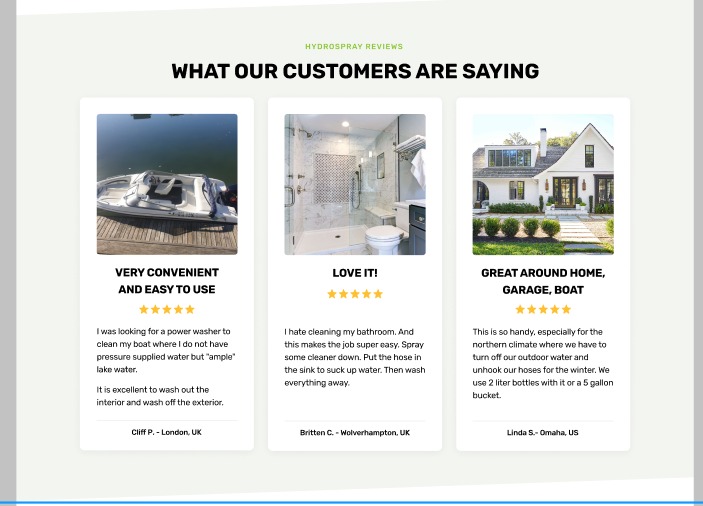 HYDROSPRAY REVIEWS
WHAT OUR CUSTOMERS ARE SAYING
VERY CONVENIENT
AND EASY TO USE
I was looking for a power washer to
clean my boat where I do not have
pressure supplied water but "ample"
lake water.
It is excellent to wash out the
interior and wash off the exterior.
Cliff P. - London, UK
LOVE IT!
I hate cleaning my bathroom. And
this makes the job super easy. Spray
some cleaner down. Put the hose in
the sink to suck up water. Then wash
everything away.
Britten C. - Wolverhampton, UK
GREAT AROUND HOME,
GARAGE, BOAT
This is so handy, especially for the
northern climate where we have to
turn off our outdoor water and
unhook our hoses for the winter. We
use 2 liter bottles with it or a 5 gallon
bucket.
Linda S.- Omaha, US